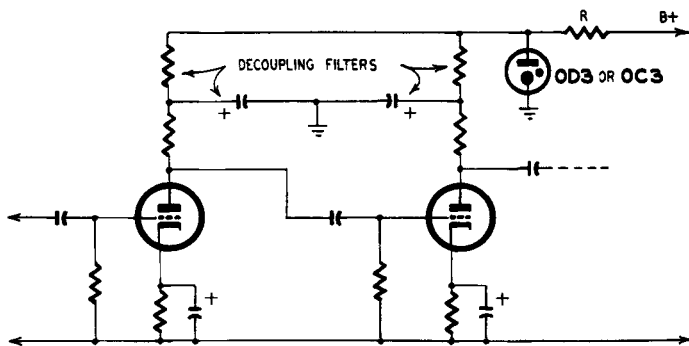 R
B+
DECOUPLING FILTERS
OD3 OR OC3
+
+
+
+